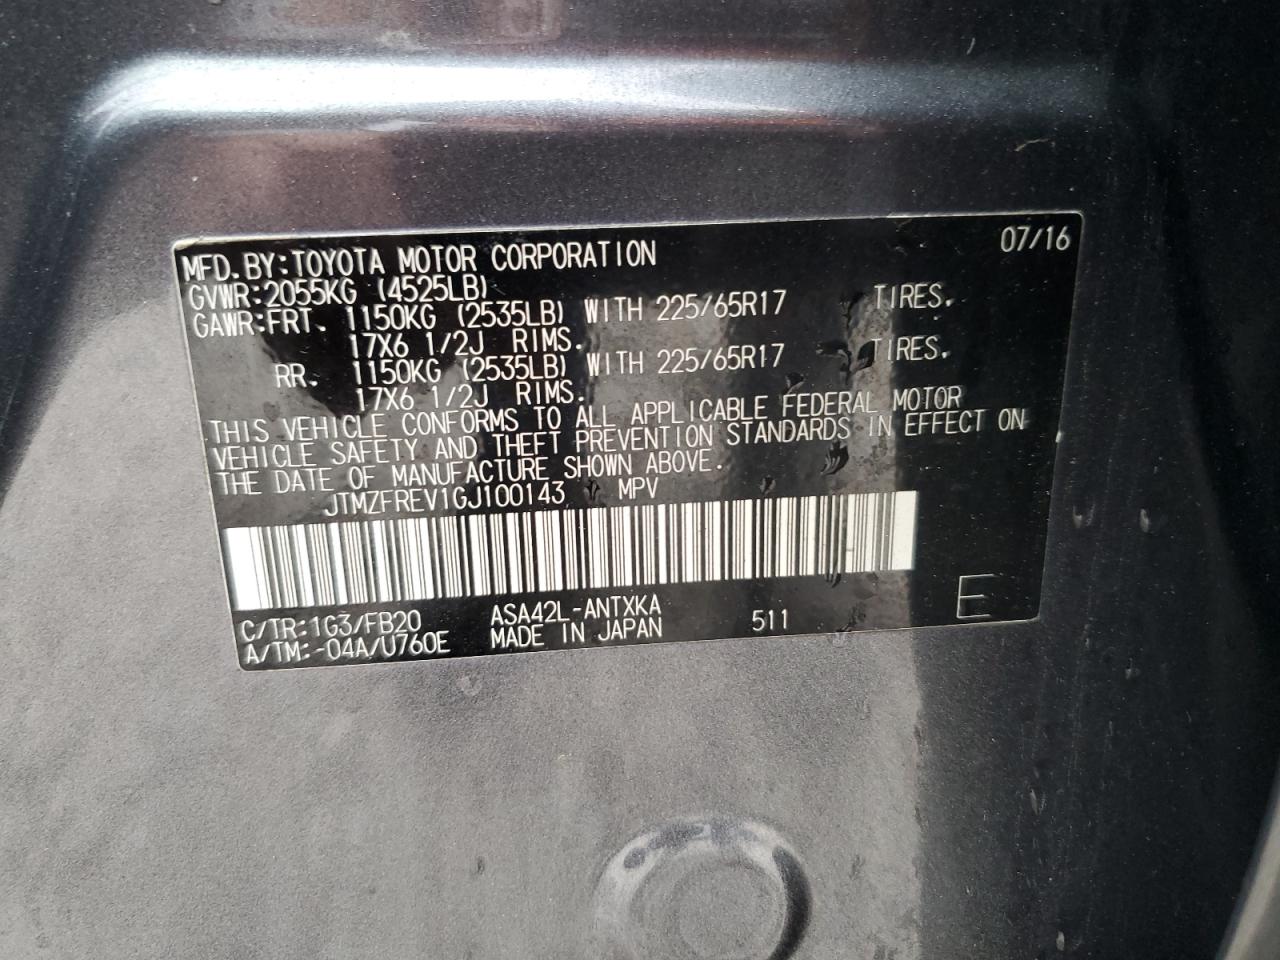 MFD.BY:TOYOTA MOTOR CORPORATION 07/16
GVWR:2055KG (4525LB)
GAWR:FRT. 1150KG (2535LB) WITH 225/65R17 TIRES.
17X6 1/2J RIMS.
RR. 1150KG (2535LB) WITH 225/65R17 TIRES.
17X6 1/2J RIMS.
THIS VEHICLE CONFORMS TO ALL APPLICABLE FEDERAL MOTOR
VEHICLE SAFETY AND THEFT PREVENTION STANDARDS IN EFFECT ON
THE DATE OF MANUFACTURE SHOWN ABOVE.
JTMZFREV1GJ100143 MPV
C/TR:1G3/FB20 ASA42L-ANTXKA 511 E
A/TM:-04A/U760E MADE IN JAPAN